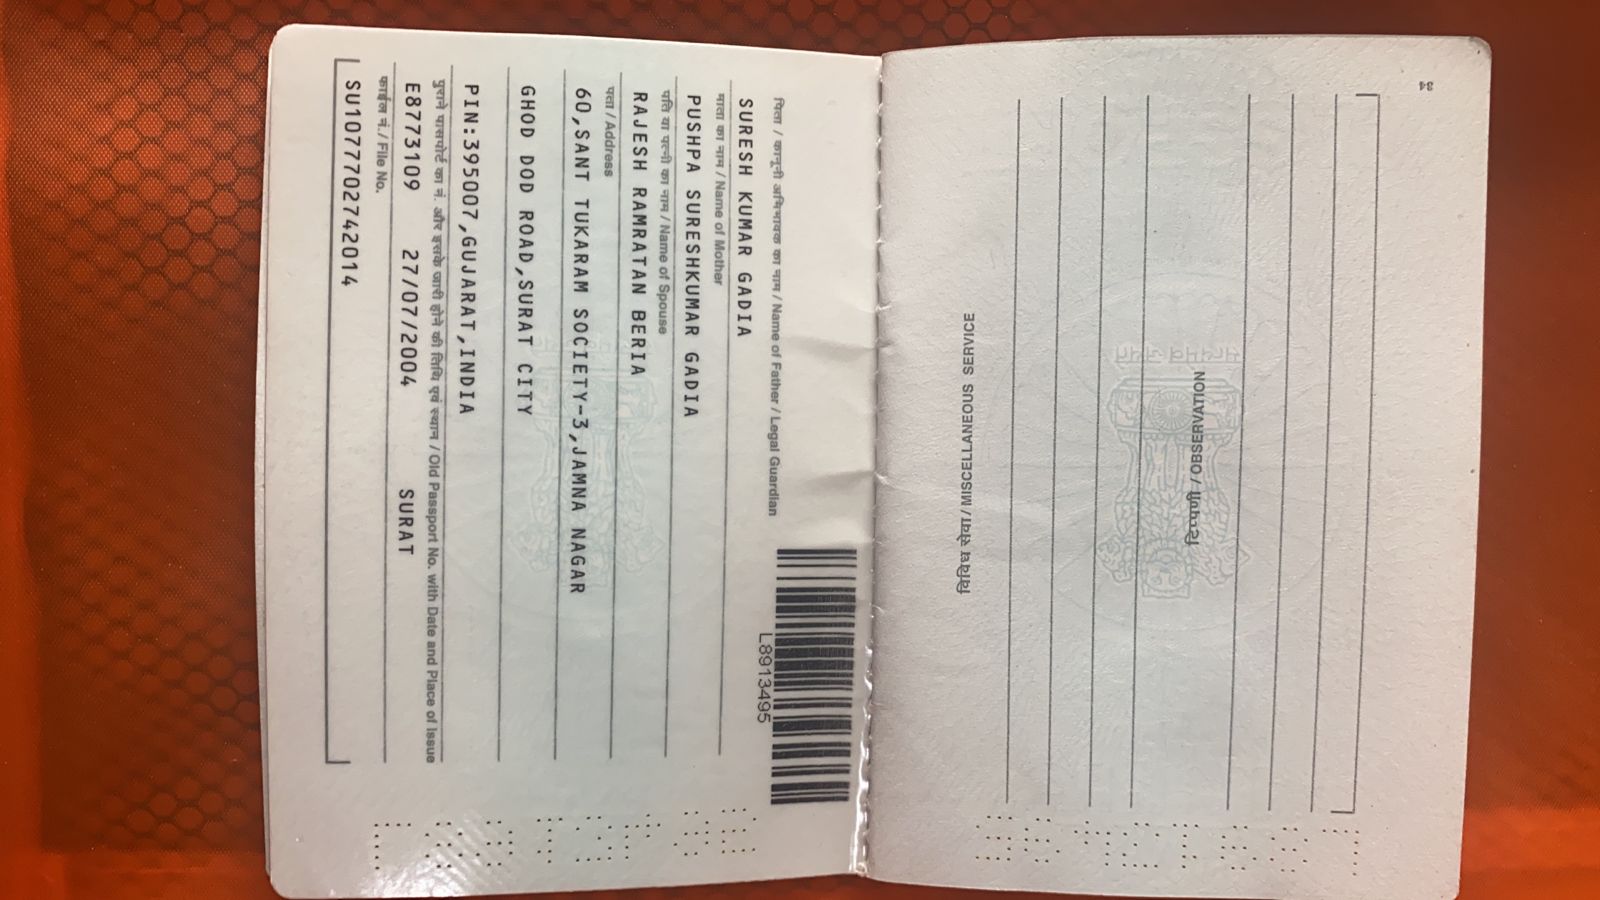 34
टिप्पणी / OBSERVATION
विविध सेवा / MISCELLANEOUS SERVICE
पिता / कानूनी अभिभावक का नाम / Name of Father / Legal Guardian
SURESH KUMAR GADIA
माता का नाम / Name of Mother
PUSHPA SURESHKUMAR GADIA
पति या पत्नी का नाम / Name of Spouse
RAJESH RAMRATAN BERIA
पता / Address
60,SANT TUKARAM SOCIETY-3,JAMNA NAGAR
GHOD DOD ROAD,SURAT CITY
PIN:395007,GUJARAT,INDIA
पुराने पासपोर्ट का नं. और इसके जारी होने की तिथि एवं स्थान / Old Passport No. with Date and Place of Issue
E8773109 27/07/2004 SURAT
फाईल नं./ File No.
SU1077702742014
L8913495